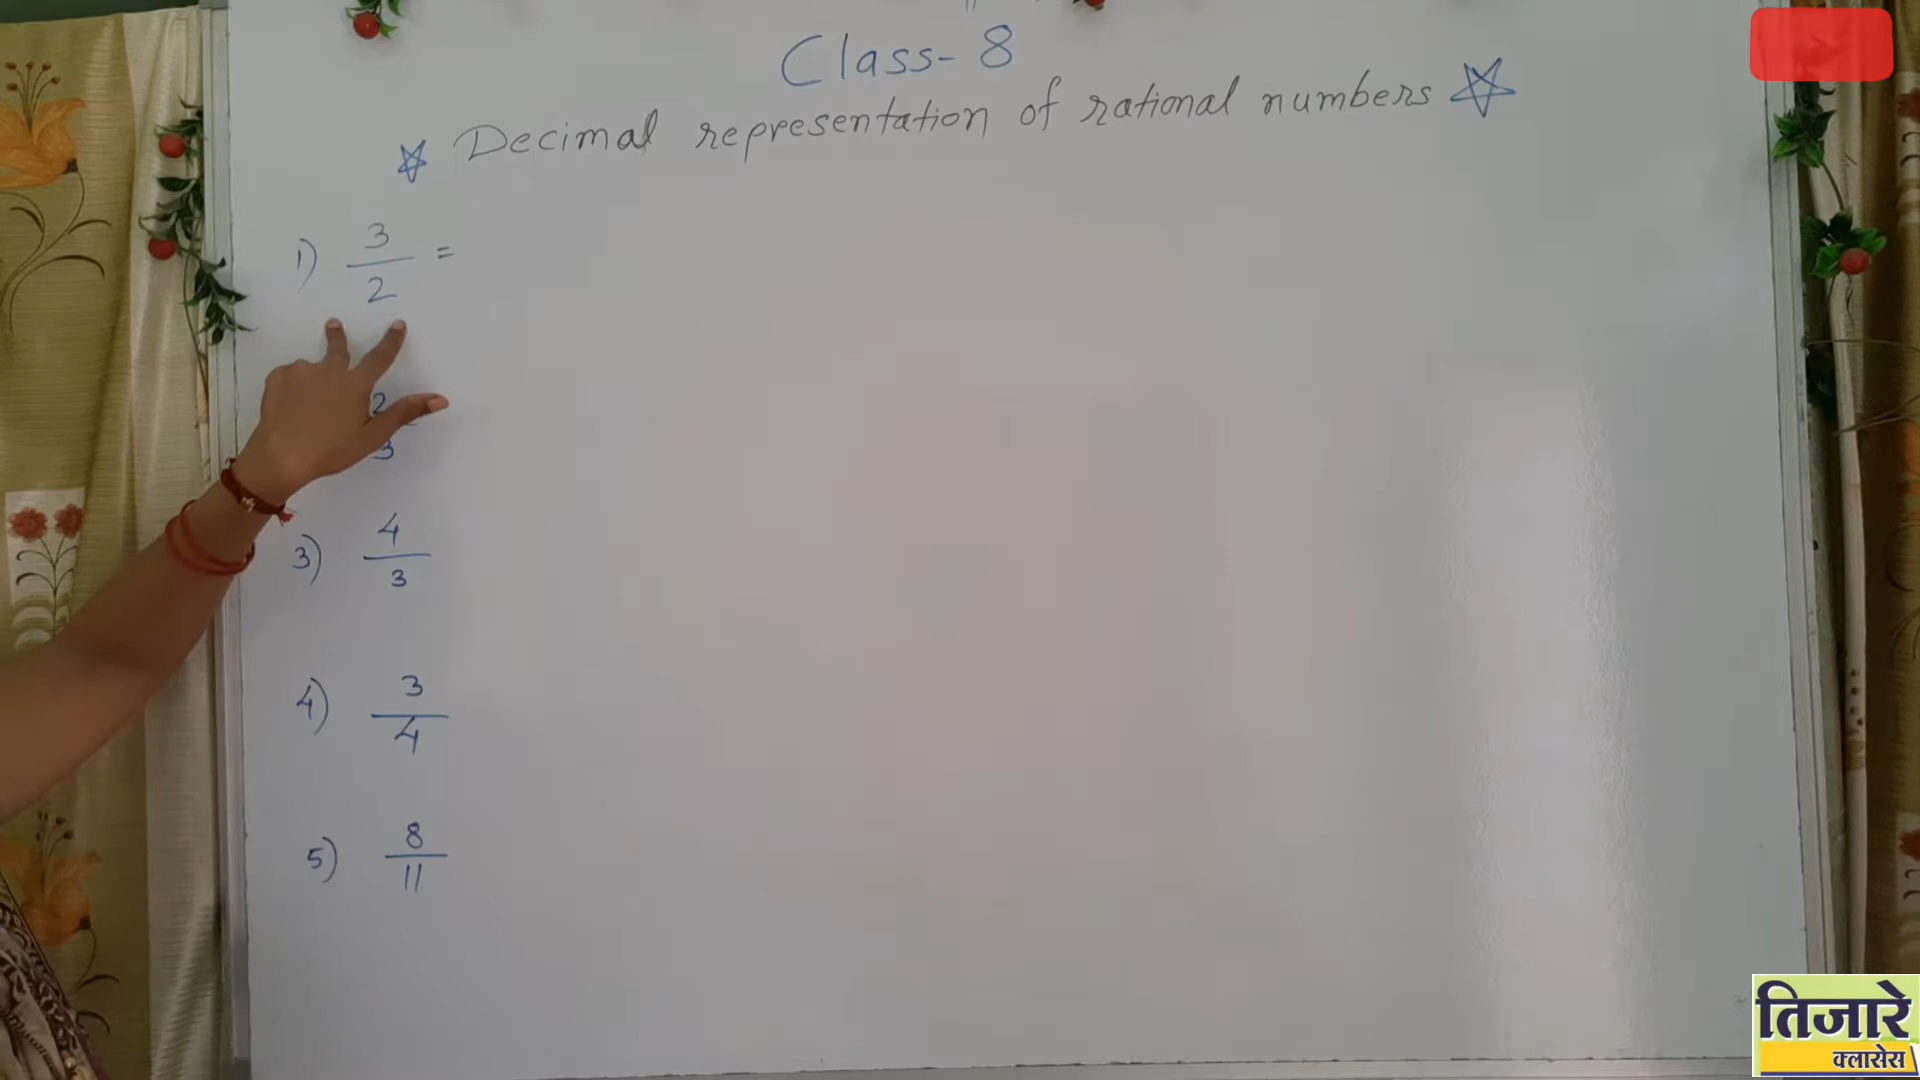 Class-8
☆ Decimal representation of rational numbers ☆
1) 3/2 =
2/3
3) 4/3
4) 3/4
5) 8/11
तिजारे
क्लासेस